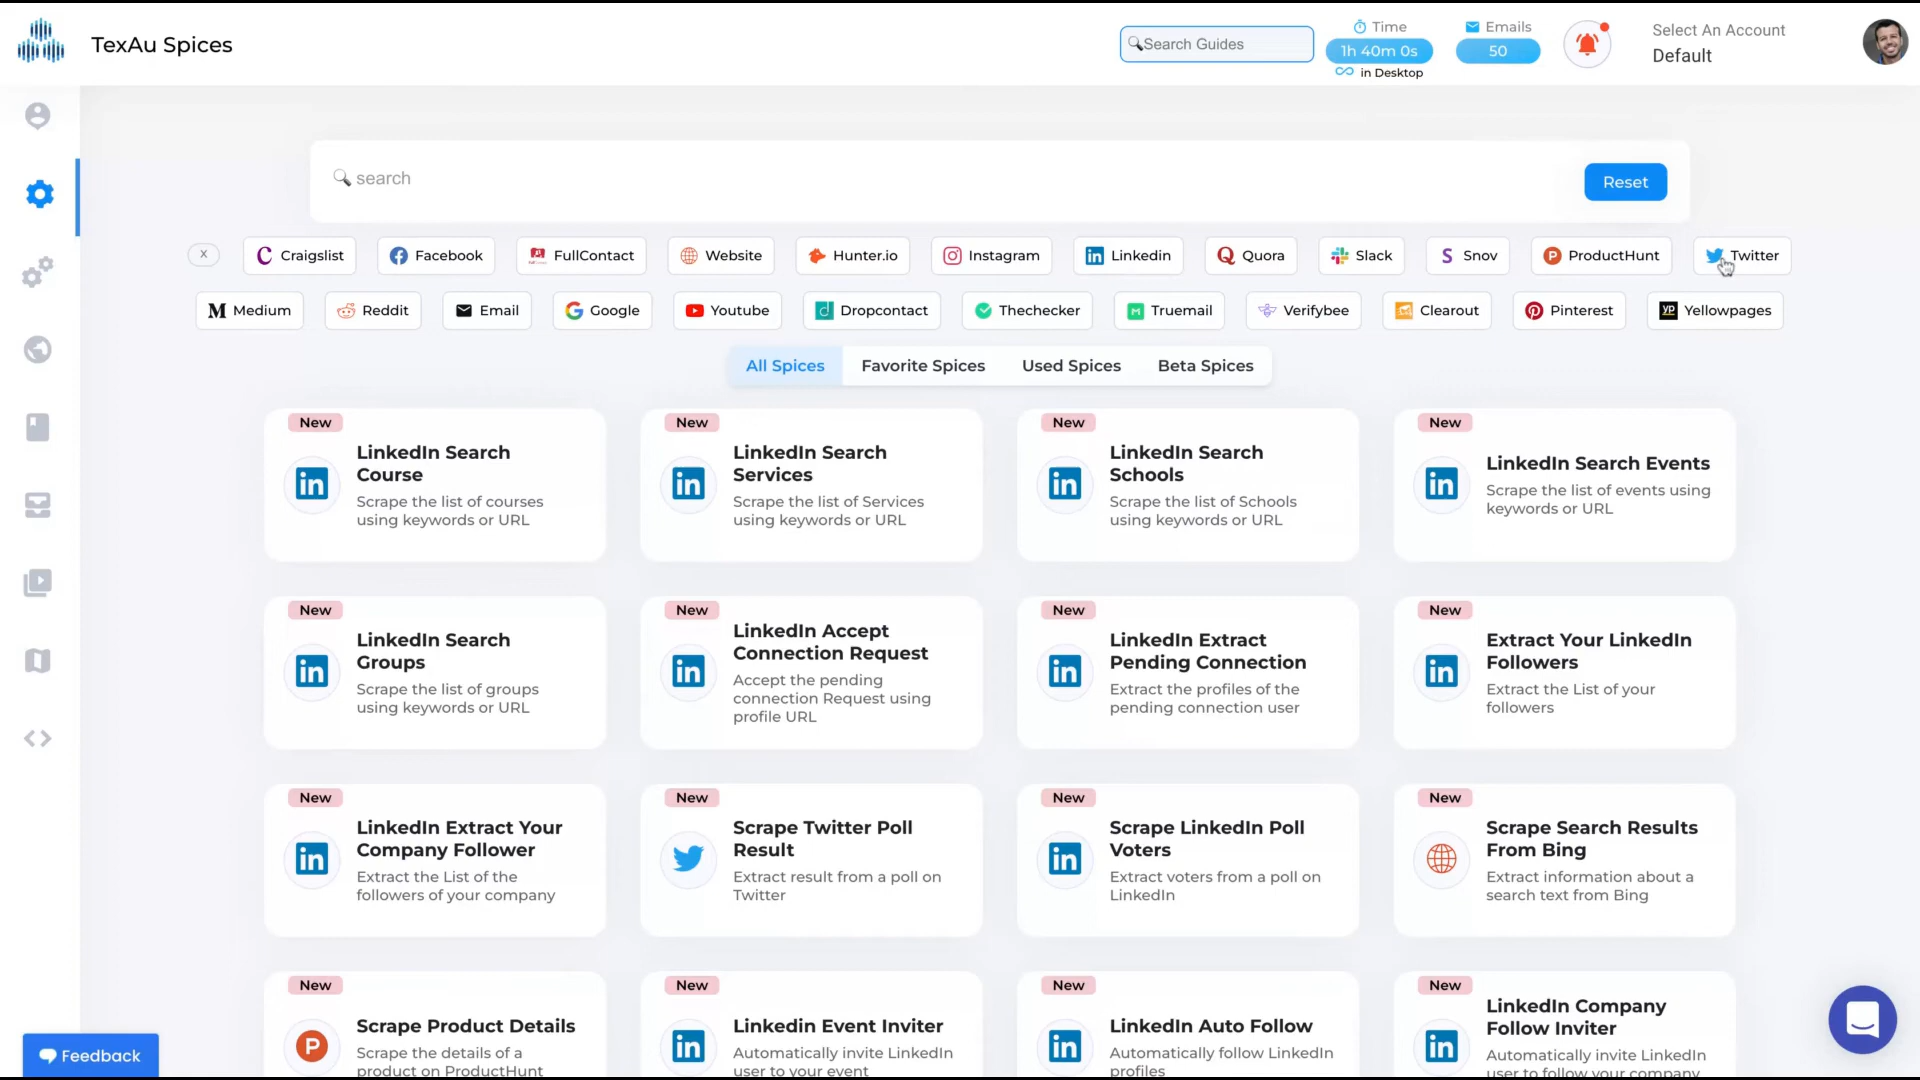 TexAu Spices
Search Guides
Time
1h 40m 0s
in Desktop
Emails
50
Select An Account
Default
search
Reset
X
Craigslist
Facebook
FullContact
Website
Hunter.io
Instagram
Linkedin
Quora
Slack
Snov
ProductHunt
Twitter
Medium
Reddit
Email
Google
Youtube
Dropcontact
Thechecker
Truemail
Verifybee
Clearout
Pinterest
Yellowpages
All Spices
Favorite Spices
Used Spices
Beta Spices
New
LinkedIn Search
Course
Scrape the list of courses
using keywords or URL
New
LinkedIn Search
Services
Scrape the list of Services
using keywords or URL
New
LinkedIn Search
Schools
Scrape the list of Schools
using keywords or URL
New
LinkedIn Search Events
Scrape the list of events using
keywords or URL
New
LinkedIn Search
Groups
Scrape the list of groups
using keywords or URL
New
LinkedIn Accept
Connection Request
Accept the pending
connection Request using
profile URL
New
LinkedIn Extract
Pending Connection
Extract the profiles of the
pending connection user
New
Extract Your LinkedIn
Followers
Extract the List of your
followers
New
LinkedIn Extract Your
Company Follower
Extract the List of the
followers of your company
New
Scrape Twitter Poll
Result
Extract result from a poll on
Twitter
New
Scrape LinkedIn Poll
Voters
Extract voters from a poll on
LinkedIn
New
Scrape Search Results
From Bing
Extract information about a
search text from Bing
New
Scrape Product Details
Scrape the details of a
product on ProductHunt
New
Linkedin Event Inviter
Automatically invite LinkedIn
user to your event
New
LinkedIn Auto Follow
Automatically follow LinkedIn
profiles
New
LinkedIn Company
Follow Inviter
Automatically invite LinkedIn
user to follow your company
Feedback